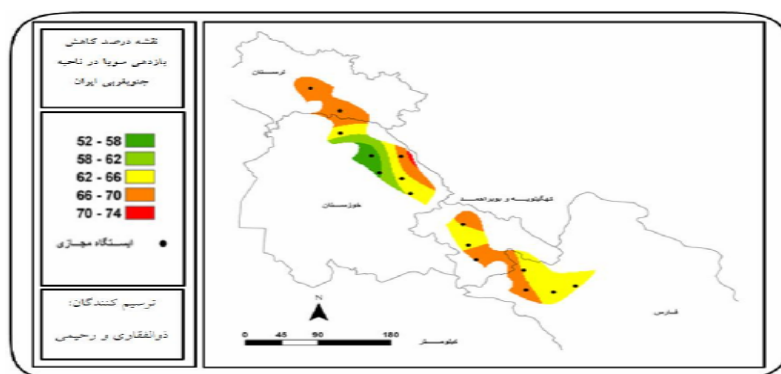 نقشه درصد کاهش
بازدهی سویا در ناحیه
جنوبغربی ایران
52 - 58
58 - 62
62 - 66
66 - 70
70 - 74
ایستگاه مجازی
ترسیم کنندگان:
ذوالفقاری و رحیمی
لرستان
خوزستان
کهگیلویه و بویراحمد
فارس
N
0 45 90 180
کیلومتر